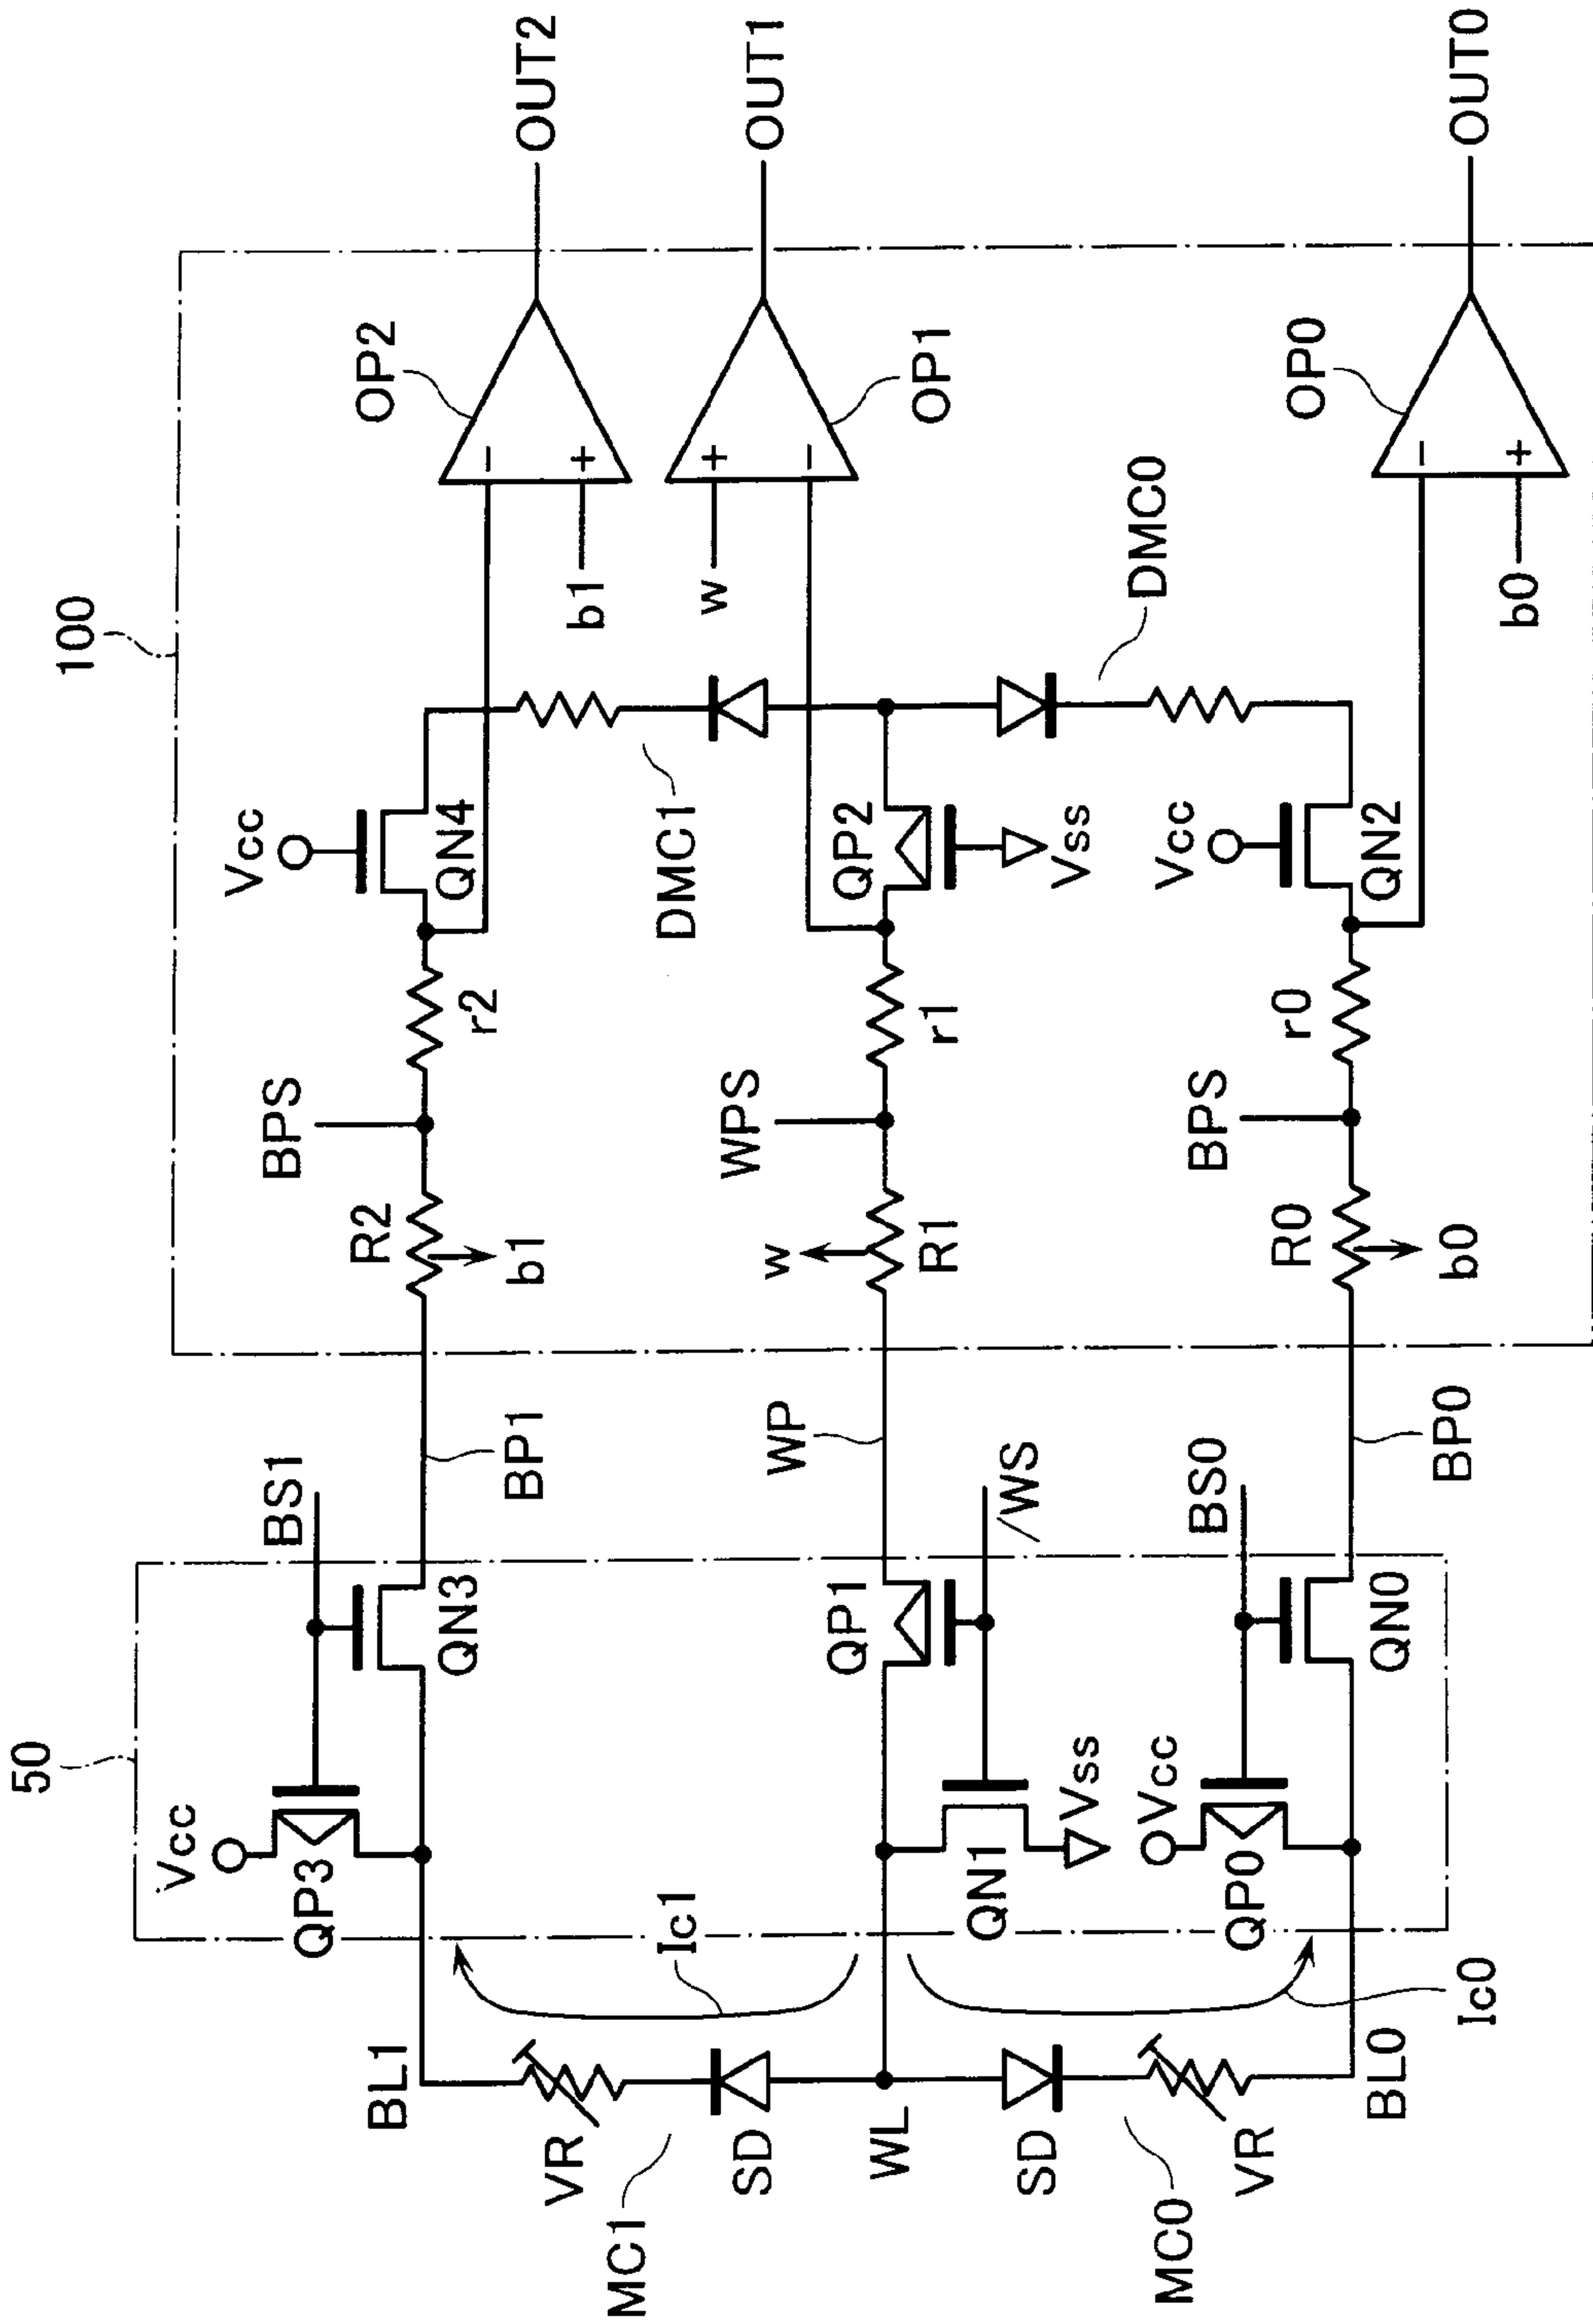 100
OUT2
OUT1
OUT0
OP2
OP1
OP0
b1
w
b0
DMC0
DMC1
Vcc
QN4
QP2
Vss
Vcc
QN2
r2
r1
r0
BPS
WPS
BPS
R2
b1
w
R1
R0
b0
BP1
WP
BP0
BS1
/WS
BS0
50
QN3
QP1
QN0
Vcc
QP3
QN1
Vss
Vcc
QP0
Ic1
Ic0
BL1
VR
MC1
SD
WL
SD
MC0
VR
BL0